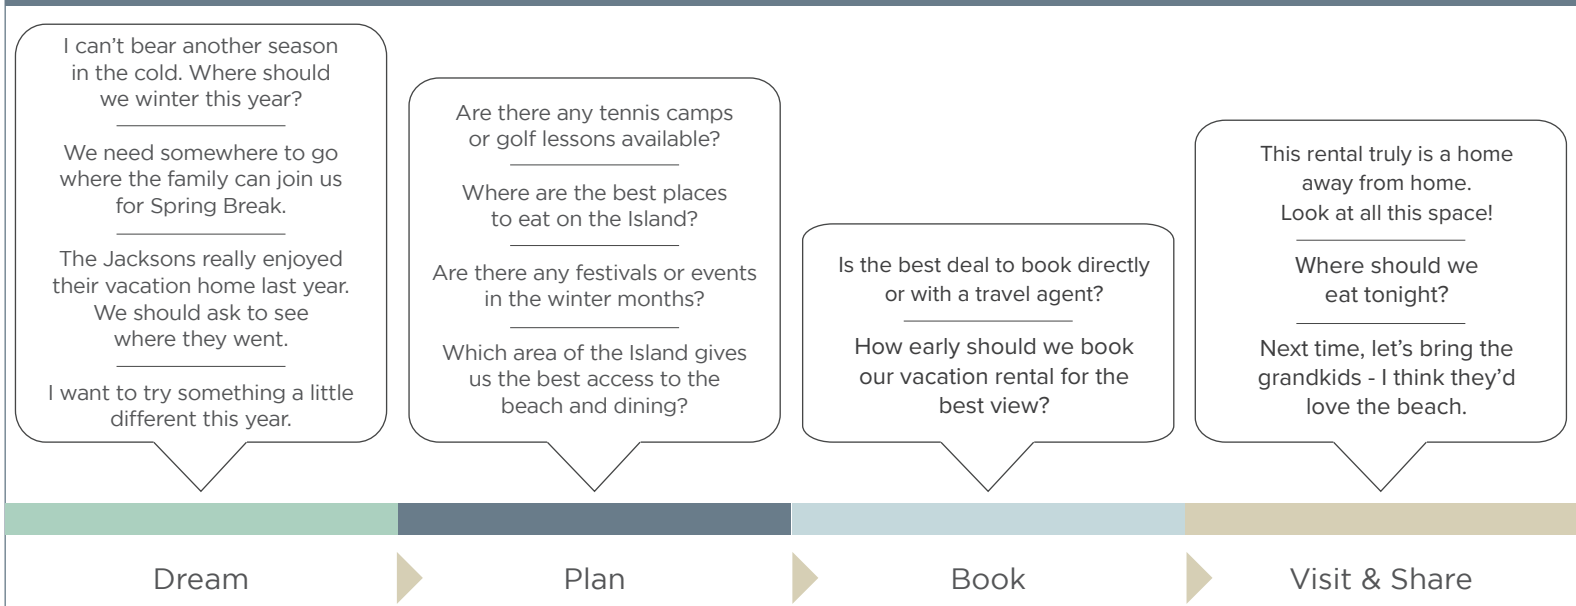 I can't bear another season
in the cold. Where should
we winter this year?
We need somewhere to go
where the family can join us
for Spring Break.
The Jacksons really enjoyed
their vacation home last year.
We should ask to see
where they went.
I want to try something a little
different this year.
Are there any tennis camps
or golf lessons available?
Where are the best places
to eat on the Island?
Are there any festivals or events
in the winter months?
Which area of the Island gives
us the best access to the
beach and dining?
Is the best deal to book directly
or with a travel agent?
How early should we book
our vacation rental for the
best view?
This rental truly is a home
away from home.
Look at all this space!
Where should we
eat tonight?
Next time, let's bring the
grandkids - I think they'd
love the beach.
Dream
Plan
Book
Visit & Share